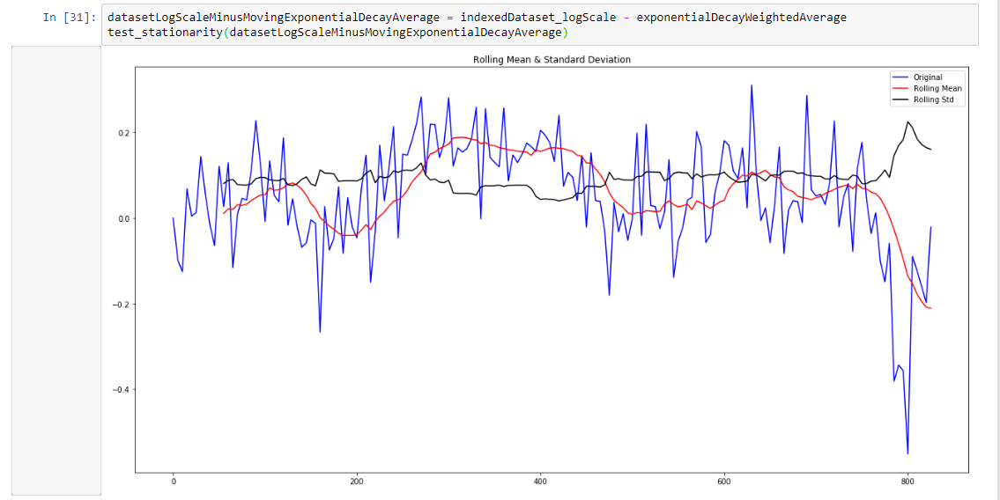 In [31]: datasetLogScaleMinusMovingExponentialDecayAverage = indexedDataset_logScale - exponentialDecayWeightedAverage
test_stationarity(datasetLogScaleMinusMovingExponentialDecayAverage)
Rolling Mean & Standard Deviation
Original
Rolling Mean
Rolling Std
0.2
0.0
−0.2
−0.4
0 200 400 600 800